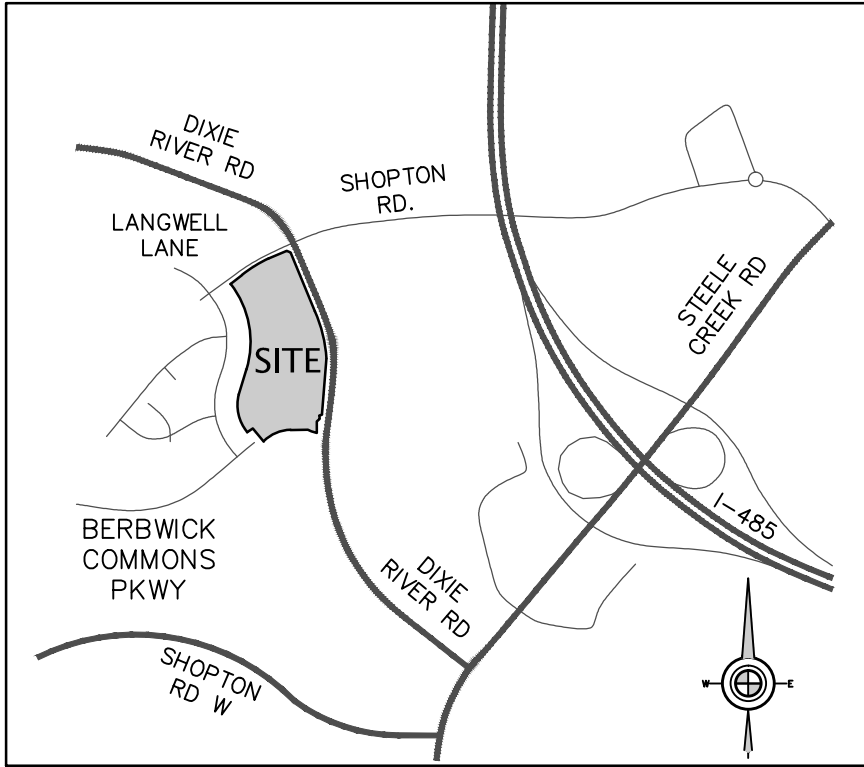 DIXIE
RIVER RD
SHOPTON
RD.
LANGWELL
LANE
STEELE
CREEK RD
SITE
I-485
BERBWICK
COMMONS
PKWY
DIXIE
RIVER RD
SHOPTON
RD W
W
E